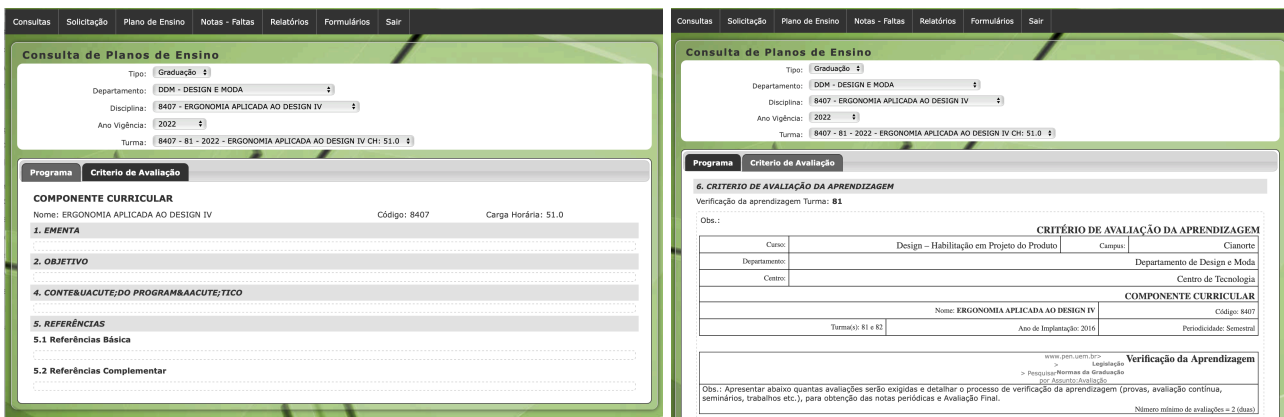 Consultas Solicitação Plano de Ensino Notas - Faltas Relatórios Formulários Sair
Consulta de Planos de Ensino
Tipo: Graduação
Departamento: DDM - DESIGN E MODA
Disciplina: 8407 - ERGONOMIA APLICADA AO DESIGN IV
Ano Vigência: 2022
Turma: 8407 - 81 - 2022 - ERGONOMIA APLICADA AO DESIGN IV CH: 51.0
Programa Criterio de Avaliação
COMPONENTE CURRICULAR
Nome: ERGONOMIA APLICADA AO DESIGN IV Código: 8407 Carga Horária: 51.0
1. EMENTA
2. OBJETIVO
4. CONTE&UACUTE;DO PROGRAM&AACUTE;TICO
5. REFERÊNCIAS
5.1 Referências Básica
5.2 Referências Complementar
Consultas Solicitação Plano de Ensino Notas - Faltas Relatórios Formulários Sair
Consulta de Planos de Ensino
Tipo: Graduação
Departamento: DDM - DESIGN E MODA
Disciplina: 8407 - ERGONOMIA APLICADA AO DESIGN IV
Ano Vigência: 2022
Turma: 8407 - 81 - 2022 - ERGONOMIA APLICADA AO DESIGN IV CH: 51.0
Programa Criterio de Avaliação
6. CRITERIO DE AVALIAÇÃO DA APRENDIZAGEM
Verificação da aprendizagem Turma: 81
Obs.:
CRITÉRIO DE AVALIAÇÃO DA APRENDIZAGEM
Curso: Design – Habilitação em Projeto do Produto Campus: Cianorte
Departamento: Departamento de Design e Moda
Centro: Centro de Tecnologia
COMPONENTE CURRICULAR
Nome: ERGONOMIA APLICADA AO DESIGN IV Código: 8407
Turma(s): 81 e 82 Ano de Implantação: 2016 Periodicidade: Semestral
www.pen.uem.br>
> Legislação Verificação da Aprendizagem
> Pesquisar Normas da Graduação
por Assunto:Avaliação
Obs.: Apresentar abaixo quantas avaliações serão exigidas e detalhar o processo de verificação da aprendizagem (provas, avaliação contínua,
seminários, trabalhos etc.), para obtenção das notas periódicas e Avaliação Final.
Número mínimo de avaliações = 2 (duas)